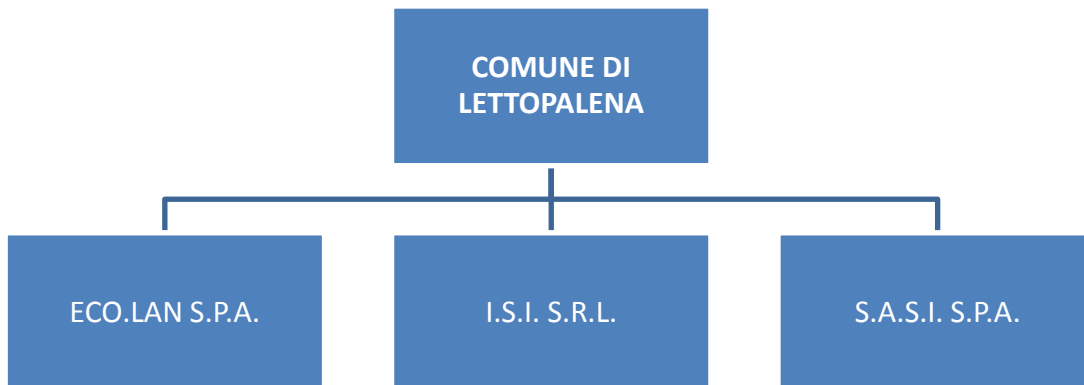 COMUNE DI
LETTOPALENA
ECO.LAN S.P.A.
I.S.I. S.R.L.
S.A.S.I. S.P.A.